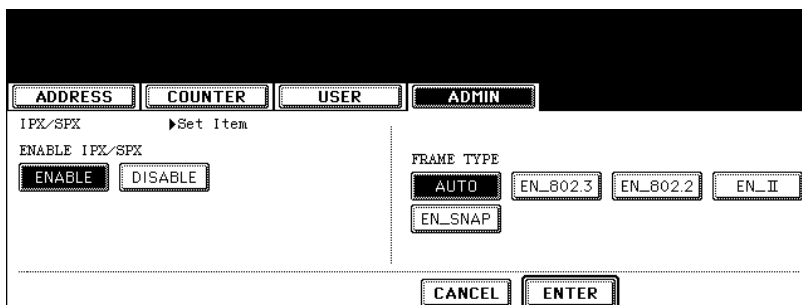 ADDRESS COUNTER USER ADMIN
IPX/SPX ▶Set Item
ENABLE IPX/SPX
ENABLE DISABLE
FRAME TYPE
AUTO EN_802.3 EN_802.2 EN_II
EN_SNAP
CANCEL ENTER